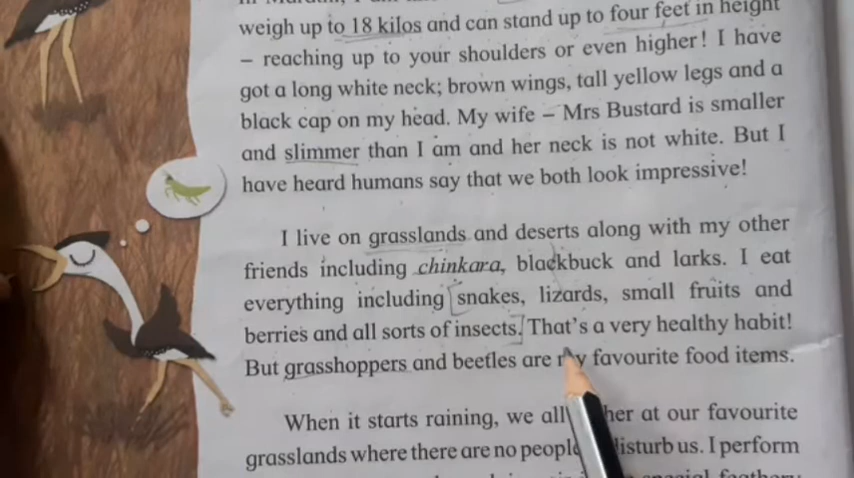 weigh up to 18 kilos and can stand up to four feet in height
– reaching up to your shoulders or even higher! I have
got a long white neck; brown wings, tall yellow legs and a
black cap on my head. My wife – Mrs Bustard is smaller
and slimmer than I am and her neck is not white. But I
have heard humans say that we both look impressive!
I live on grasslands and deserts along with my other
friends including chinkara, blackbuck and larks. I eat
everything including snakes, lizards, small fruits and
berries and all sorts of insects. That's a very healthy habit!
But grasshoppers and beetles are my favourite food items.
When it starts raining, we all at our favourite
grasslands where there are no people disturb us. I perform